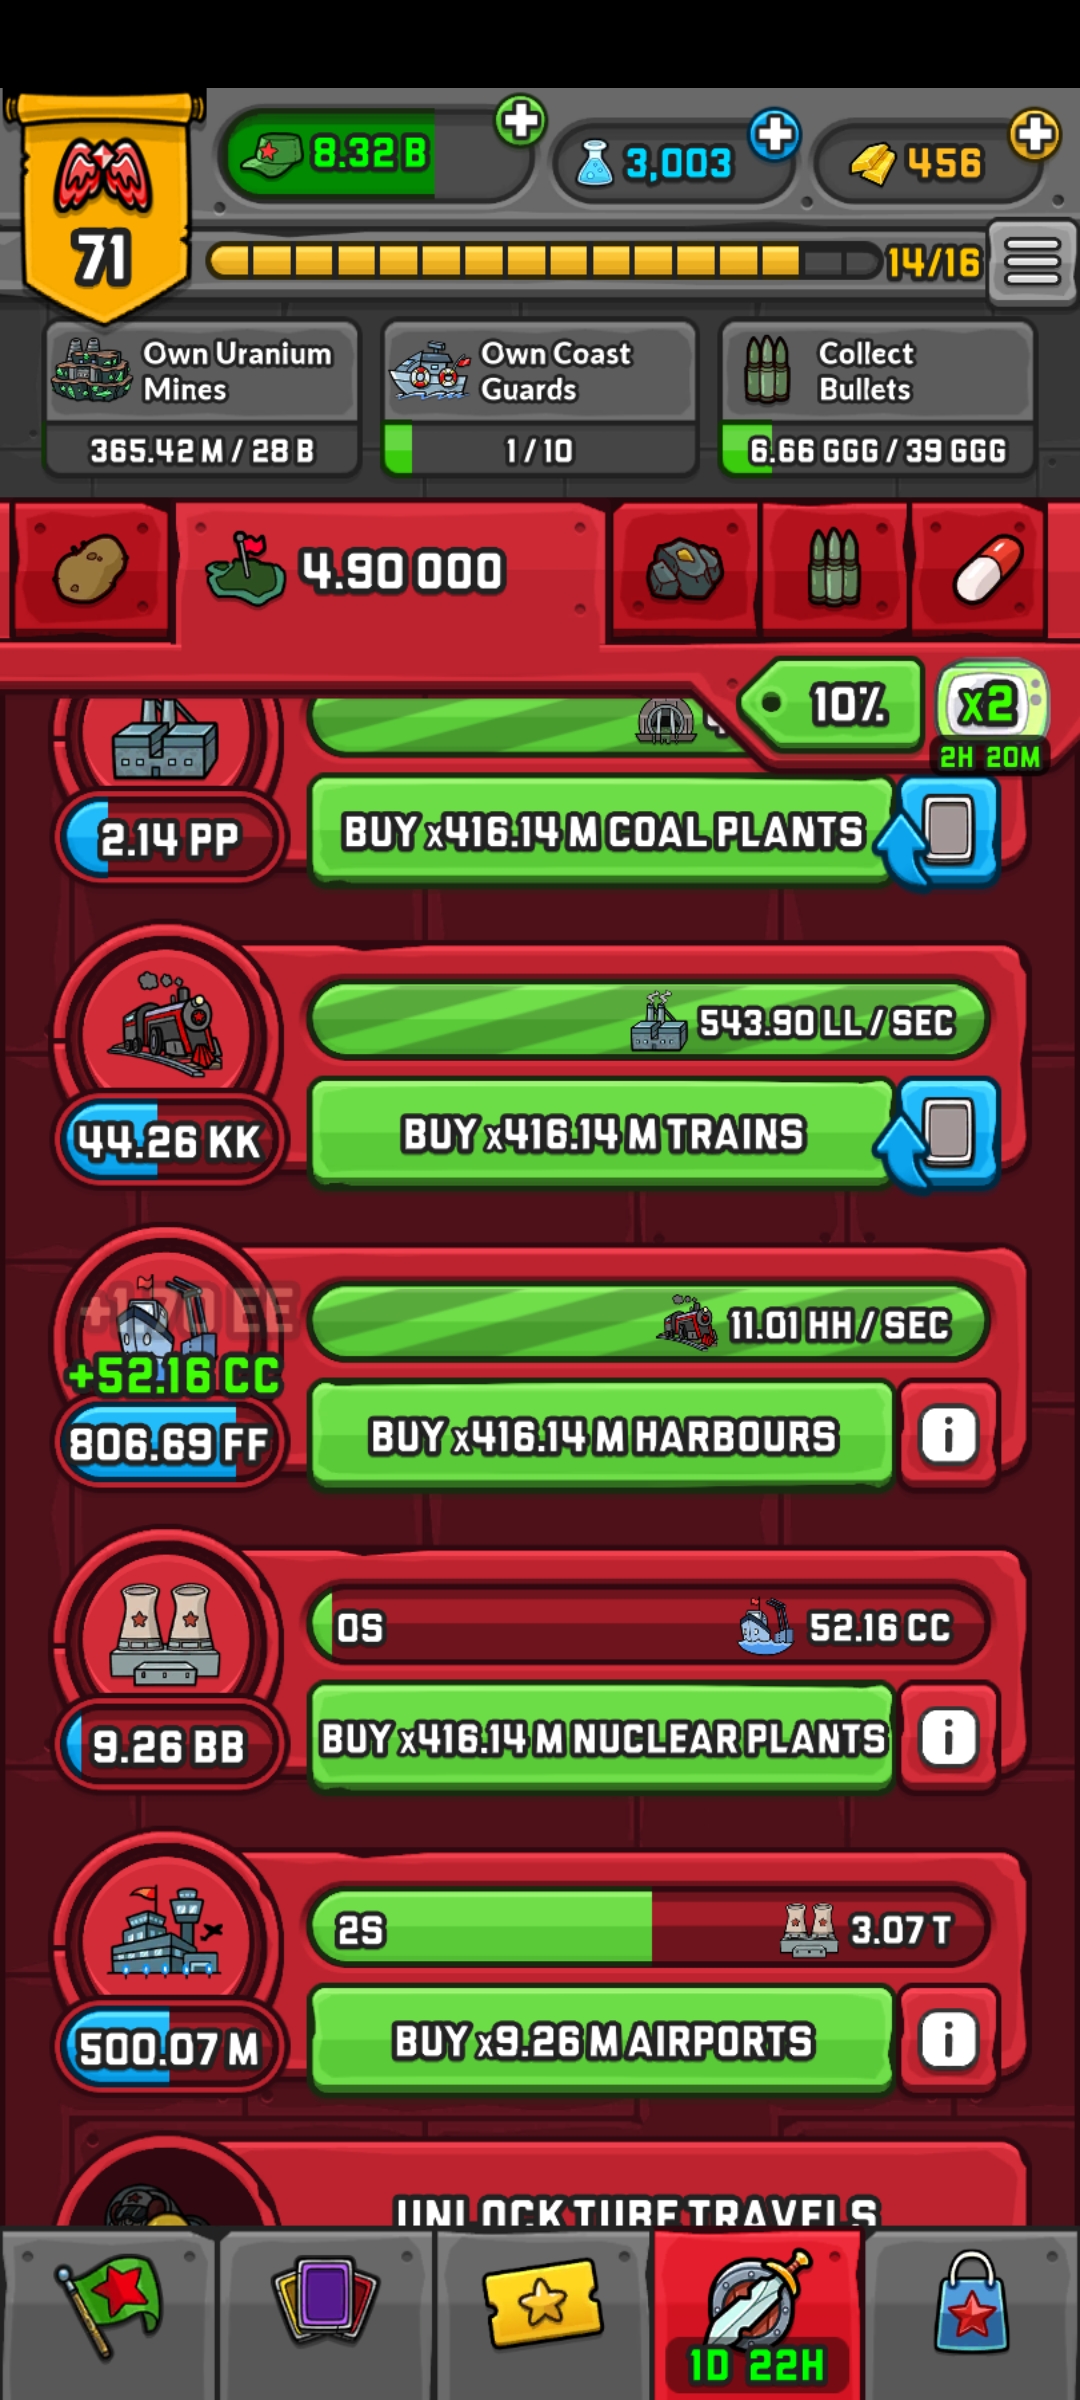 8.32 B
3,003
456
71
14/16
Own Uranium
Mines
365.42 M / 28 B
Own Coast
Guards
1 / 10
Collect
Bullets
6.66 GGG / 39 GGG
4.90 000
10%
x2
2H 20M
2.14 PP
BUY x416.14 M COAL PLANTS
543.90 LL / SEC
44.26 KK
BUY x416.14 M TRAINS
+1.70 EE
+52.16 CC
11.01 HH / SEC
806.69 FF
BUY x416.14 M HARBOURS
i
0S
52.16 CC
9.26 BB
BUY x416.14 M NUCLEAR PLANTS
i
2S
3.07 T
500.07 M
BUY x9.26 M AIRPORTS
i
UNLOCK TUBE TRAVELS
1D 22H